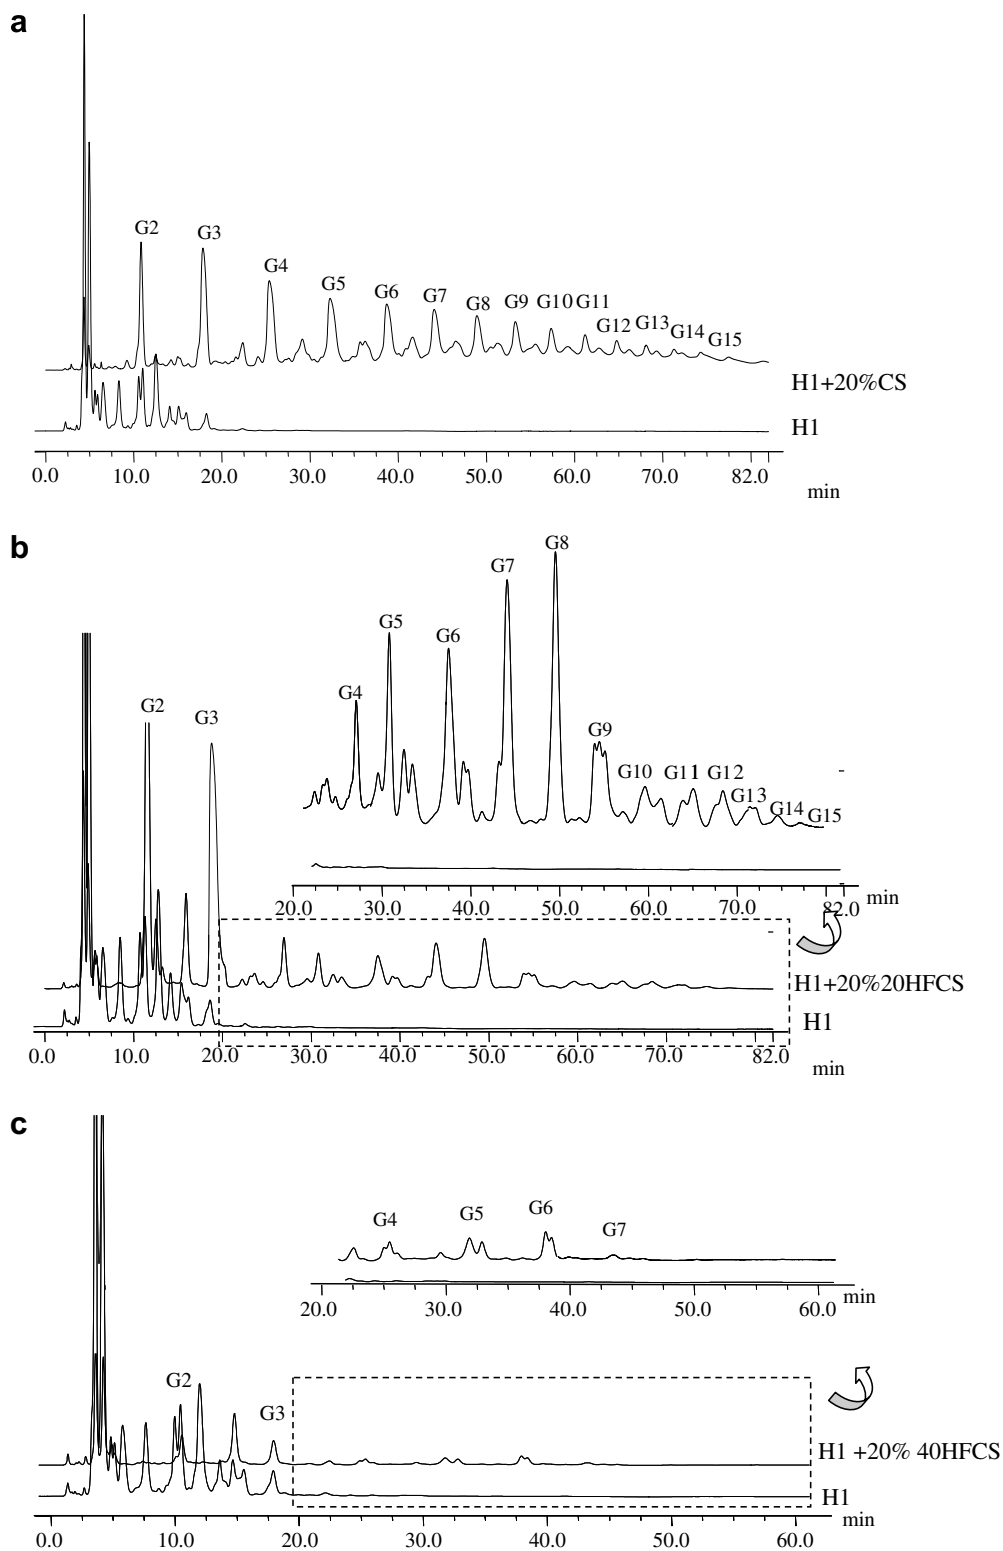 a
G2
G3
G4
G5
G6
G7
G8
G9
G10
G11
G12
G13
G14
G15
H1+20%CS
H1
0.0 10.0 20.0 30.0 40.0 50.0 60.0 70.0 82.0
min
b
G8
G7
G5
G6
G4
G2
G3
G9
G10
G11
G12
G13
G14
G15
20.0 30.0 40.0 50.0 60.0 70.0 82.0
min
H1+20%20HFCS
H1
0.0 10.0 20.0 30.0 40.0 50.0 60.0 70.0 82.0
min
c
G4
G5
G6
G7
20.0 30.0 40.0 50.0 60.0
min
G2
G3
H1 +20% 40HFCS
H1
0.0 10.0 20.0 30.0 40.0 50.0 60.0
min